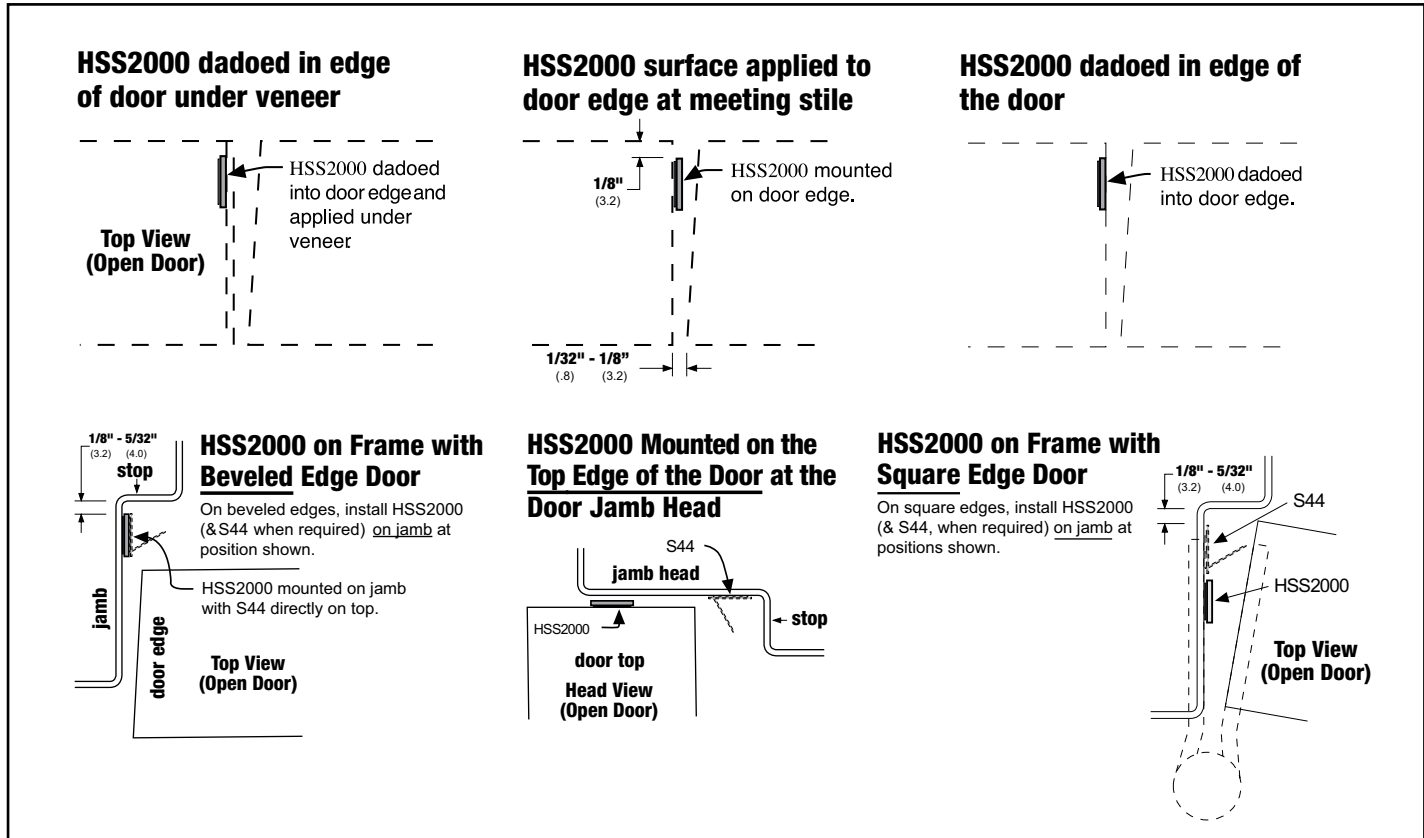 HSS2000 dadoed in edge
of door under veneer
HSS2000 dadoed
into door edge and
applied under
veneer.
Top View
(Open Door)
HSS2000 surface applied to
door edge at meeting stile
1/8"
(3.2)
HSS2000 mounted
on door edge.
1/32" - 1/8”
(.8) (3.2)
HSS2000 dadoed in edge of
the door
HSS2000 dadoed
into door edge.
1/8" - 5/32"
(3.2) (4.0)
stop
HSS2000 on Frame with
Beveled Edge Door
On beveled edges, install HSS2000
(& S44 when required) on jamb at
position shown.
HSS2000 mounted on jamb
with S44 directly on top.
jamb
door edge
Top View
(Open Door)
HSS2000 Mounted on the
Top Edge of the Door at the
Door Jamb Head
S44
jamb head
HSS2000
stop
door top
Head View
(Open Door)
HSS2000 on Frame with
Square Edge Door
On square edges, install HSS2000
(& S44, when required) on jamb at
positions shown.
1/8" - 5/32"
(3.2) (4.0)
S44
HSS2000
Top View
(Open Door)